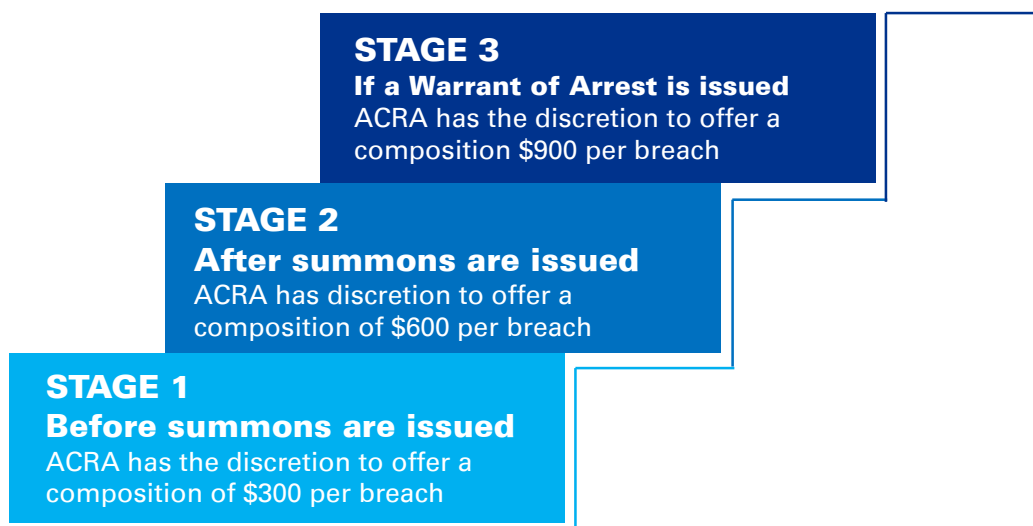 STAGE 3
If a Warrant of Arrest is issued
ACRA has the discretion to offer a
composition $900 per breach
STAGE 2
After summons are issued
ACRA has discretion to offer a
composition of $600 per breach
STAGE 1
Before summons are issued
ACRA has the discretion to offer a
composition of $300 per breach